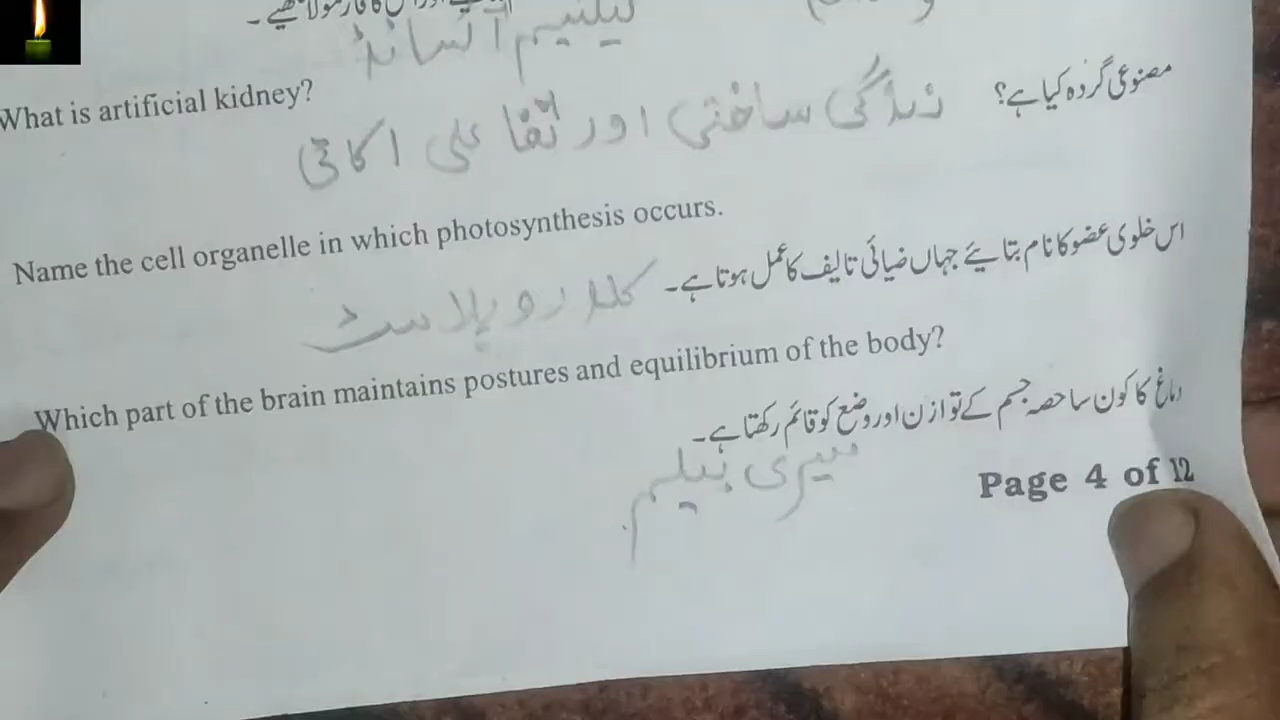 کیلشیم آکسائڈ
What is artificial kidney?
مصنوعی گردہ کیا ہے؟
زندگی ساختی اور تفاعلی اکائی
Name the cell organelle in which photosynthesis occurs.
اس خلوی عضو کا نام بتایئے جہاں ضیائی تالیف کا عمل ہوتا ہے۔
کلوروپلاسٹ
Which part of the brain maintains postures and equilibrium of the body?
دماغ کا کون سا حصہ جسم کے توازن اور وضع کو قائم رکھتا ہے۔
سیری بیلم
Page 4 of 12